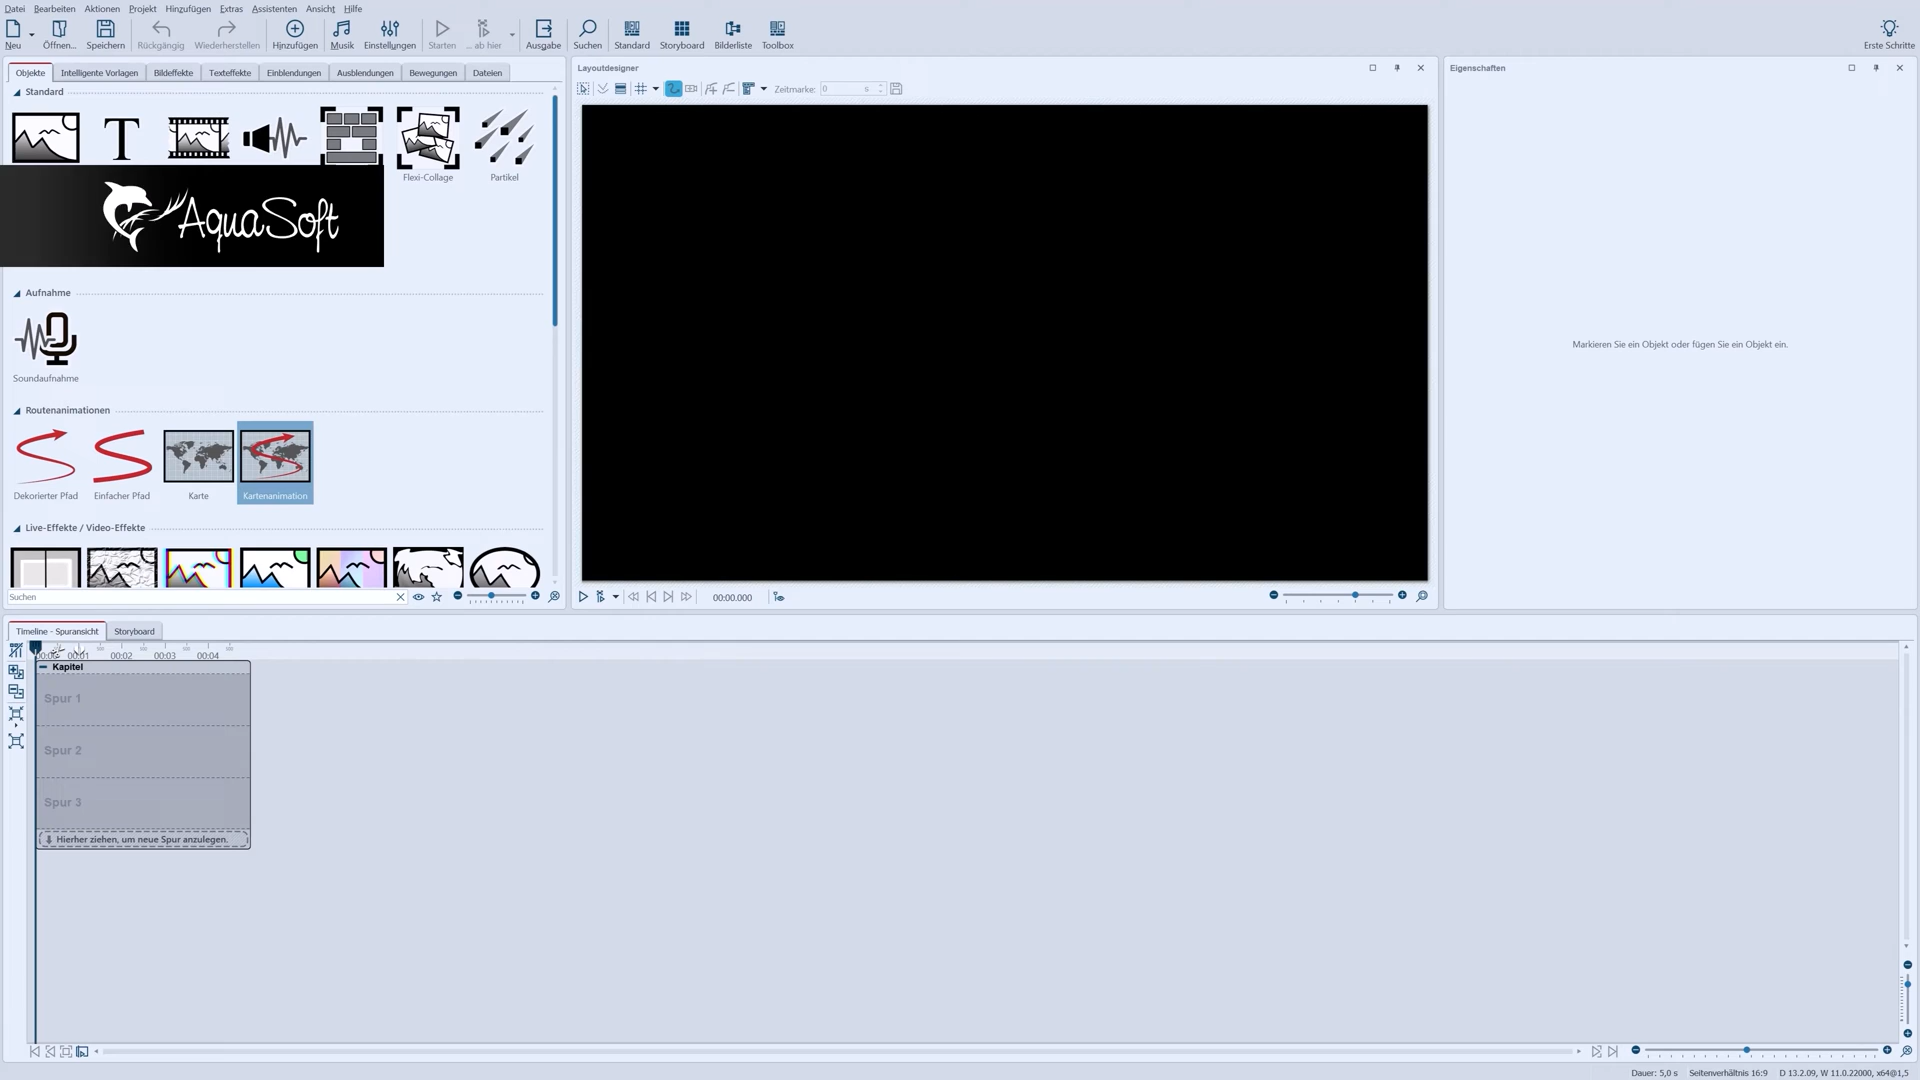 Datei Bearbeiten Aktionen Projekt Hinzufügen Extras Assistenten Ansicht Hilfe
Neu Öffnen... Speichern Rückgängig Wiederherstellen Hinzufügen Musik Einstellungen Starten ... ab hier Ausgabe Suchen Standard Storyboard Bilderliste Toolbox Erste Schritte
Objekte Intelligente Vorlagen Bildeffekte Texteffekte Einblendungen Ausblendungen Bewegungen Dateien
Standard
T
Flexi-Collage Partikel
AquaSoft
Aufnahme
Soundaufnahme
Routenanimationen
Dekorierter Pfad Einfacher Pfad Karte Kartenanimation
Live-Effekte / Video-Effekte
Suchen
Layoutdesigner
Zeitmarke: 0 s
00:00.000
Eigenschaften
Markieren Sie ein Objekt oder fügen Sie ein Objekt ein.
Timeline - Spuransicht Storyboard
00:01 00:02 00:03 00:04
Kapitel
Spur 1
Spur 2
Spur 3
Hierher ziehen, um neue Spur anzulegen.
Dauer: 5,0 s Seitenverhältnis 16:9 D 13.2.09, W 11.0.22000, x64@1,5